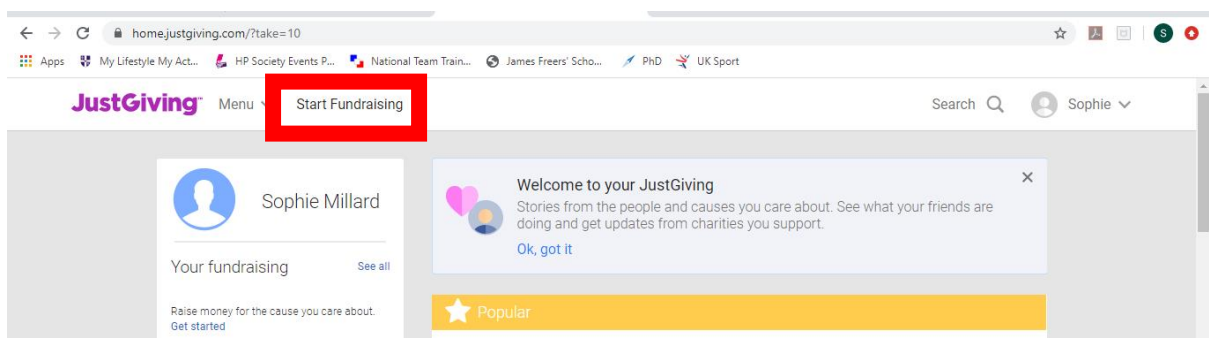 home.justgiving.com/?take=10
S
Apps My Lifestyle My Act... HP Society Events P... National Team Train... James Freers' Scho... PhD UK Sport
JustGiving™ Menu Start Fundraising Search Sophie
Sophie Millard
Welcome to your JustGiving
Stories from the people and causes you care about. See what your friends are
doing and get updates from charities you support.
Ok, got it
Your fundraising See all
Raise money for the cause you care about.
Get started
Popular